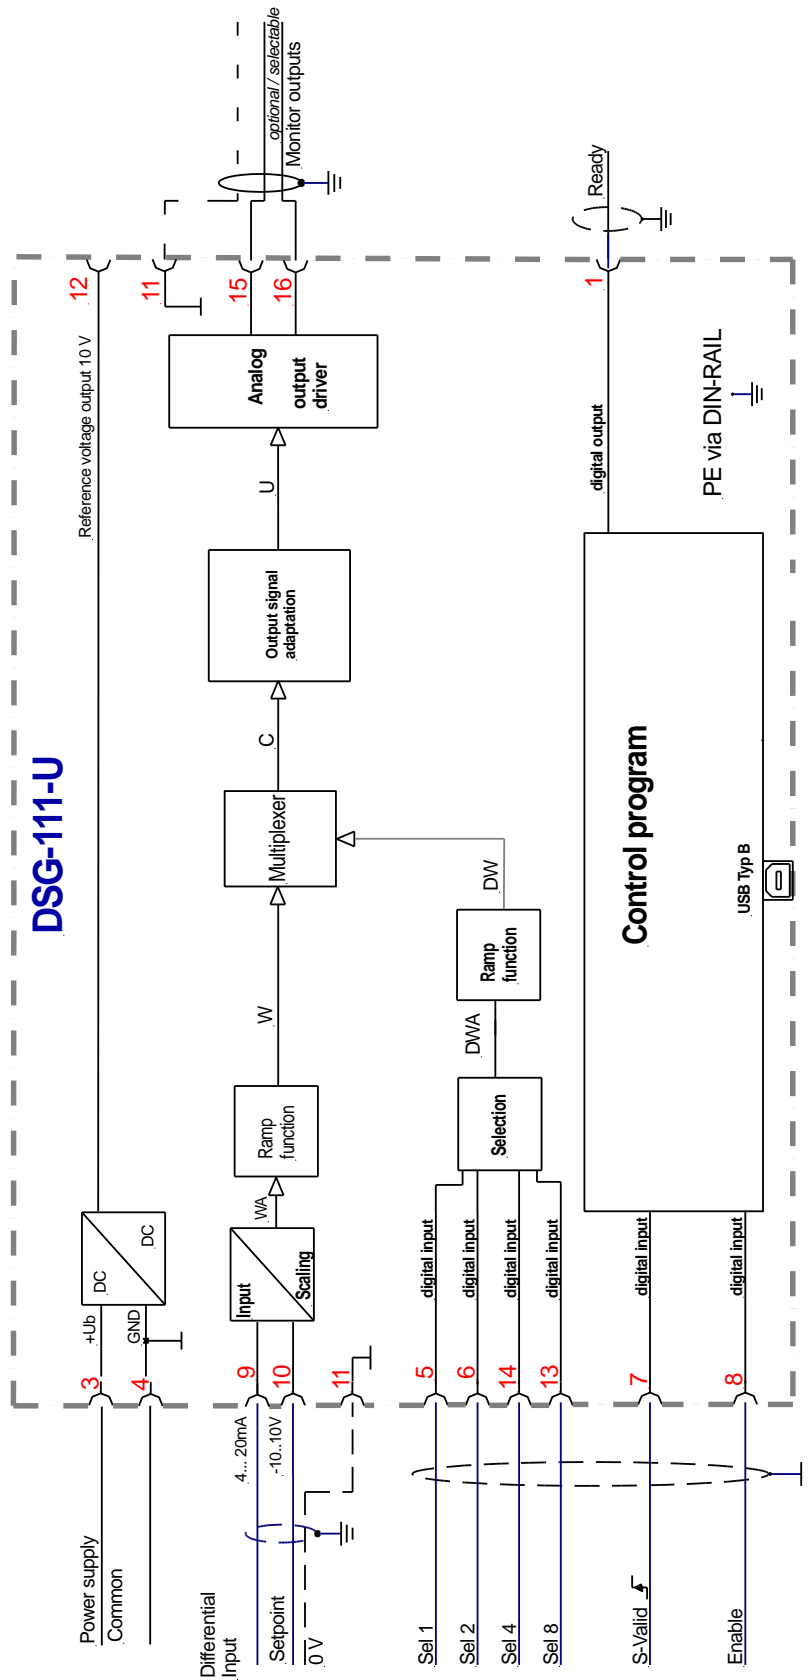 DSG-111-U
Power supply
Common
3
4
+Ub
GND
DC
DC
Reference voltage output 10 V
12
Differential
Input
Setpoint
0 V
4... 20mA
-10..10V
9
10
11
Input
Scaling
WA
Ramp
function
W
Multiplexer
C
Output signal
adaptation
U
Analog
output
driver
11
15
16
optional / selectable
Monitor outputs
Sel 1
Sel 2
Sel 4
Sel 8
5
6
14
13
digital input
digital input
digital input
digital input
Selection
DWA
Ramp
function
DW
S-Valid
Enable
7
8
digital input
digital input
Control program
USB Typ B
digital output
1
Ready
PE via DIN-RAIL